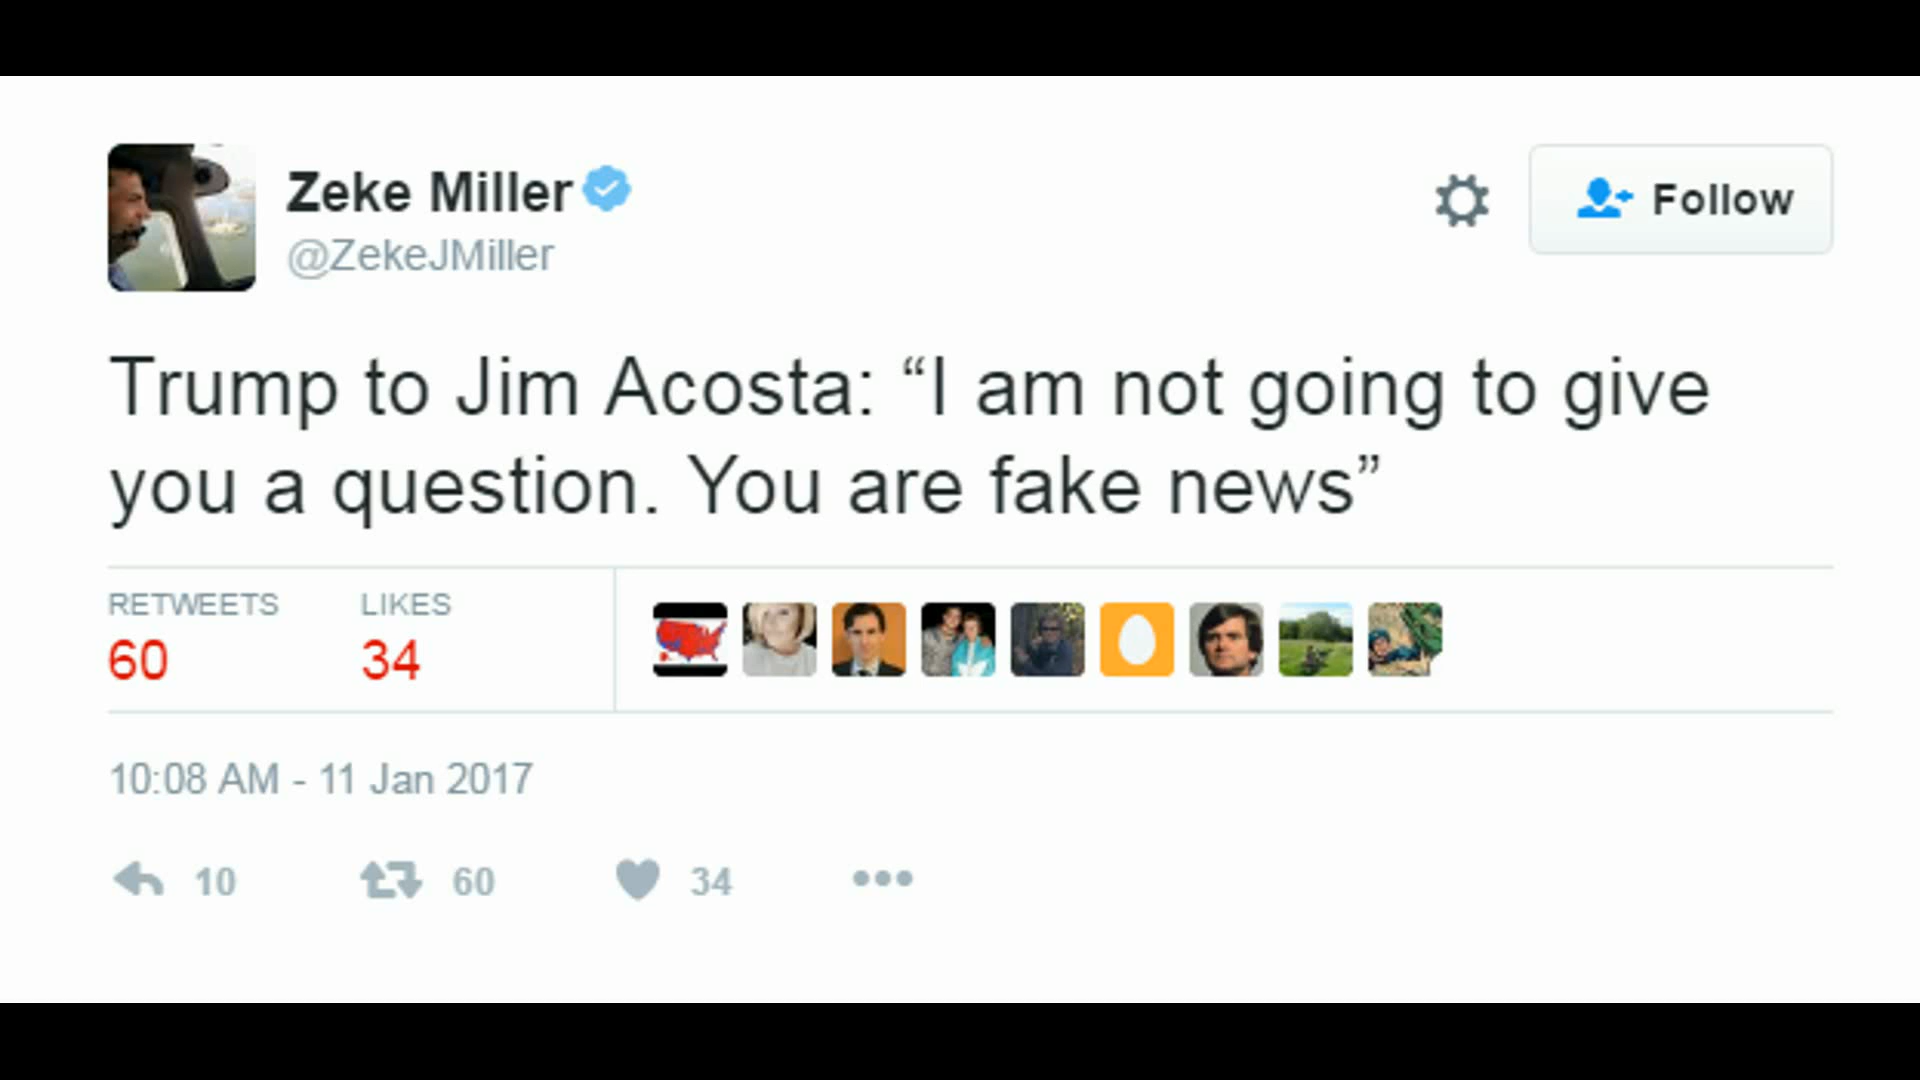 Zeke Miller
@ZekeJMiller
Follow
Trump to Jim Acosta: “I am not going to give
you a question. You are fake news”
RETWEETS LIKES
60 34
10:08 AM - 11 Jan 2017
10 60 34